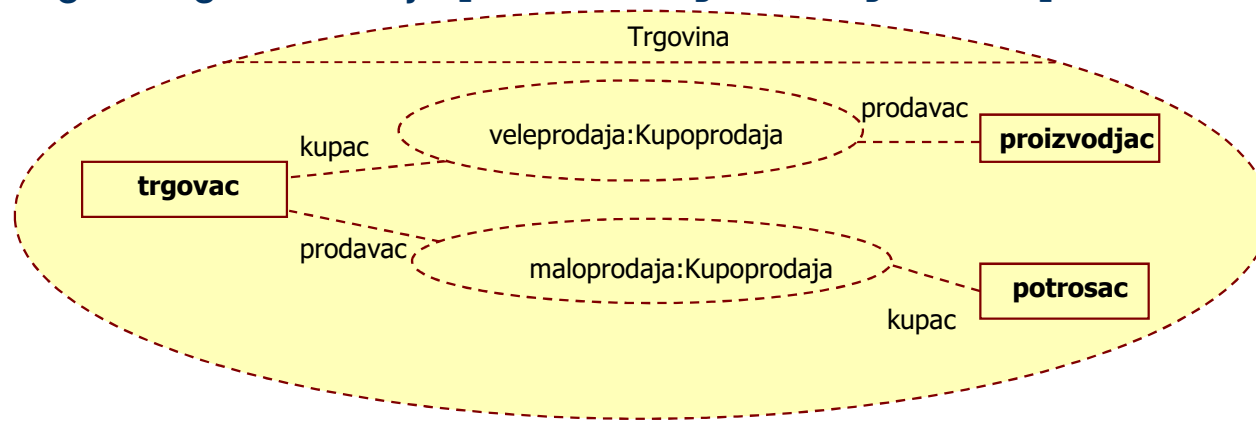 Trgovina
prodavac
veleprodaja:Kupoprodaja
proizvodjac
kupac
trgovac
prodavac
maloprodaja:Kupoprodaja
potrosac
kupac